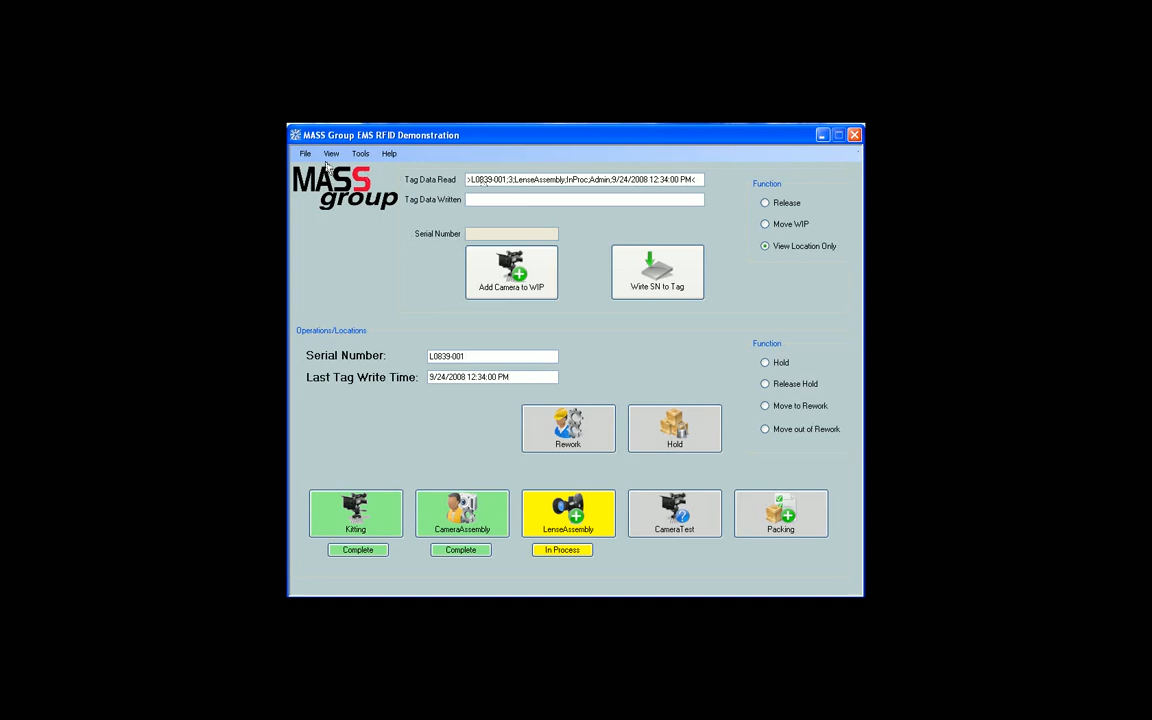 MASS Group EMS RFID Demonstration
File View Tools Help
MASS
group
Tag Data Read >L0839-001;3;LenseAssembly;InProc;Admin;9/24/2008 12:34:00 PM<
Tag Data Written
Serial Number
Add Camera to WIP
Write SN to Tag
Function
Release
Move WIP
View Location Only
Operations/Locations
Serial Number: L0839-001
Last Tag Write Time: 9/24/2008 12:34:00 PM
Rework
Hold
Function
Hold
Release Hold
Move to Rework
Move out of Rework
Kitting
CameraAssembly
LenseAssembly
CameraTest
Packing
Complete
Complete
In Process